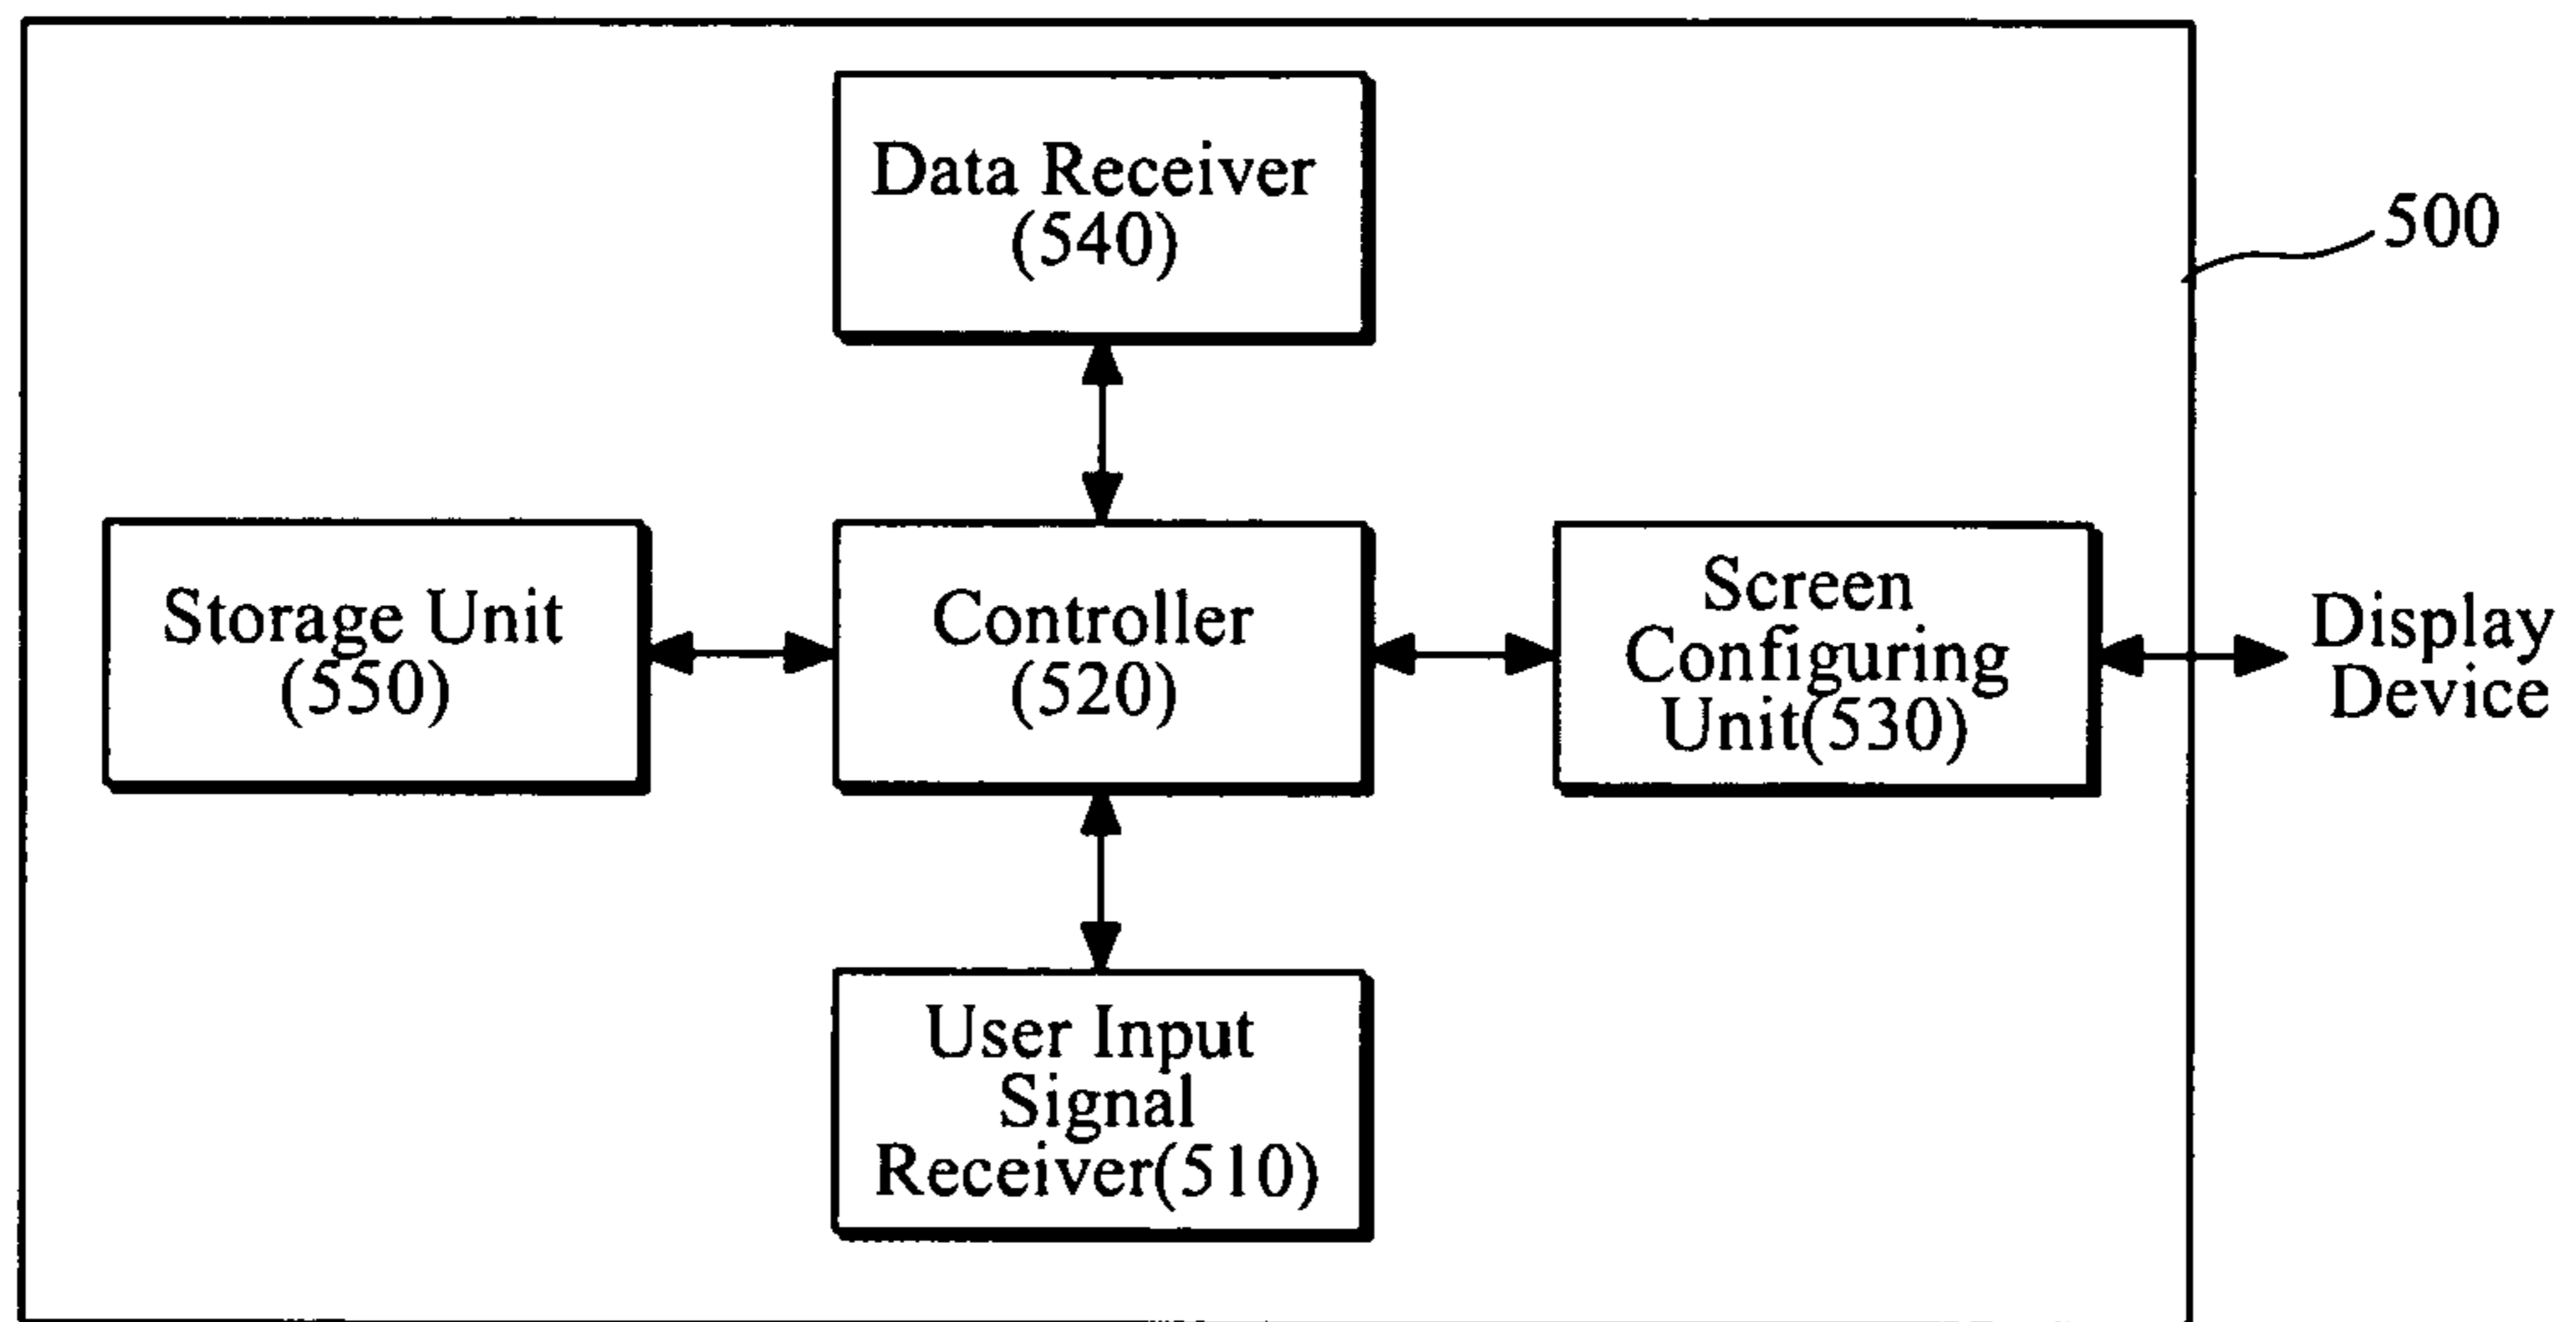 Data Receiver
(540)
500
Storage Unit
(550)
Controller
(520)
Screen
Configuring
Unit(530)
Display
Device
User Input
Signal
Receiver(510)